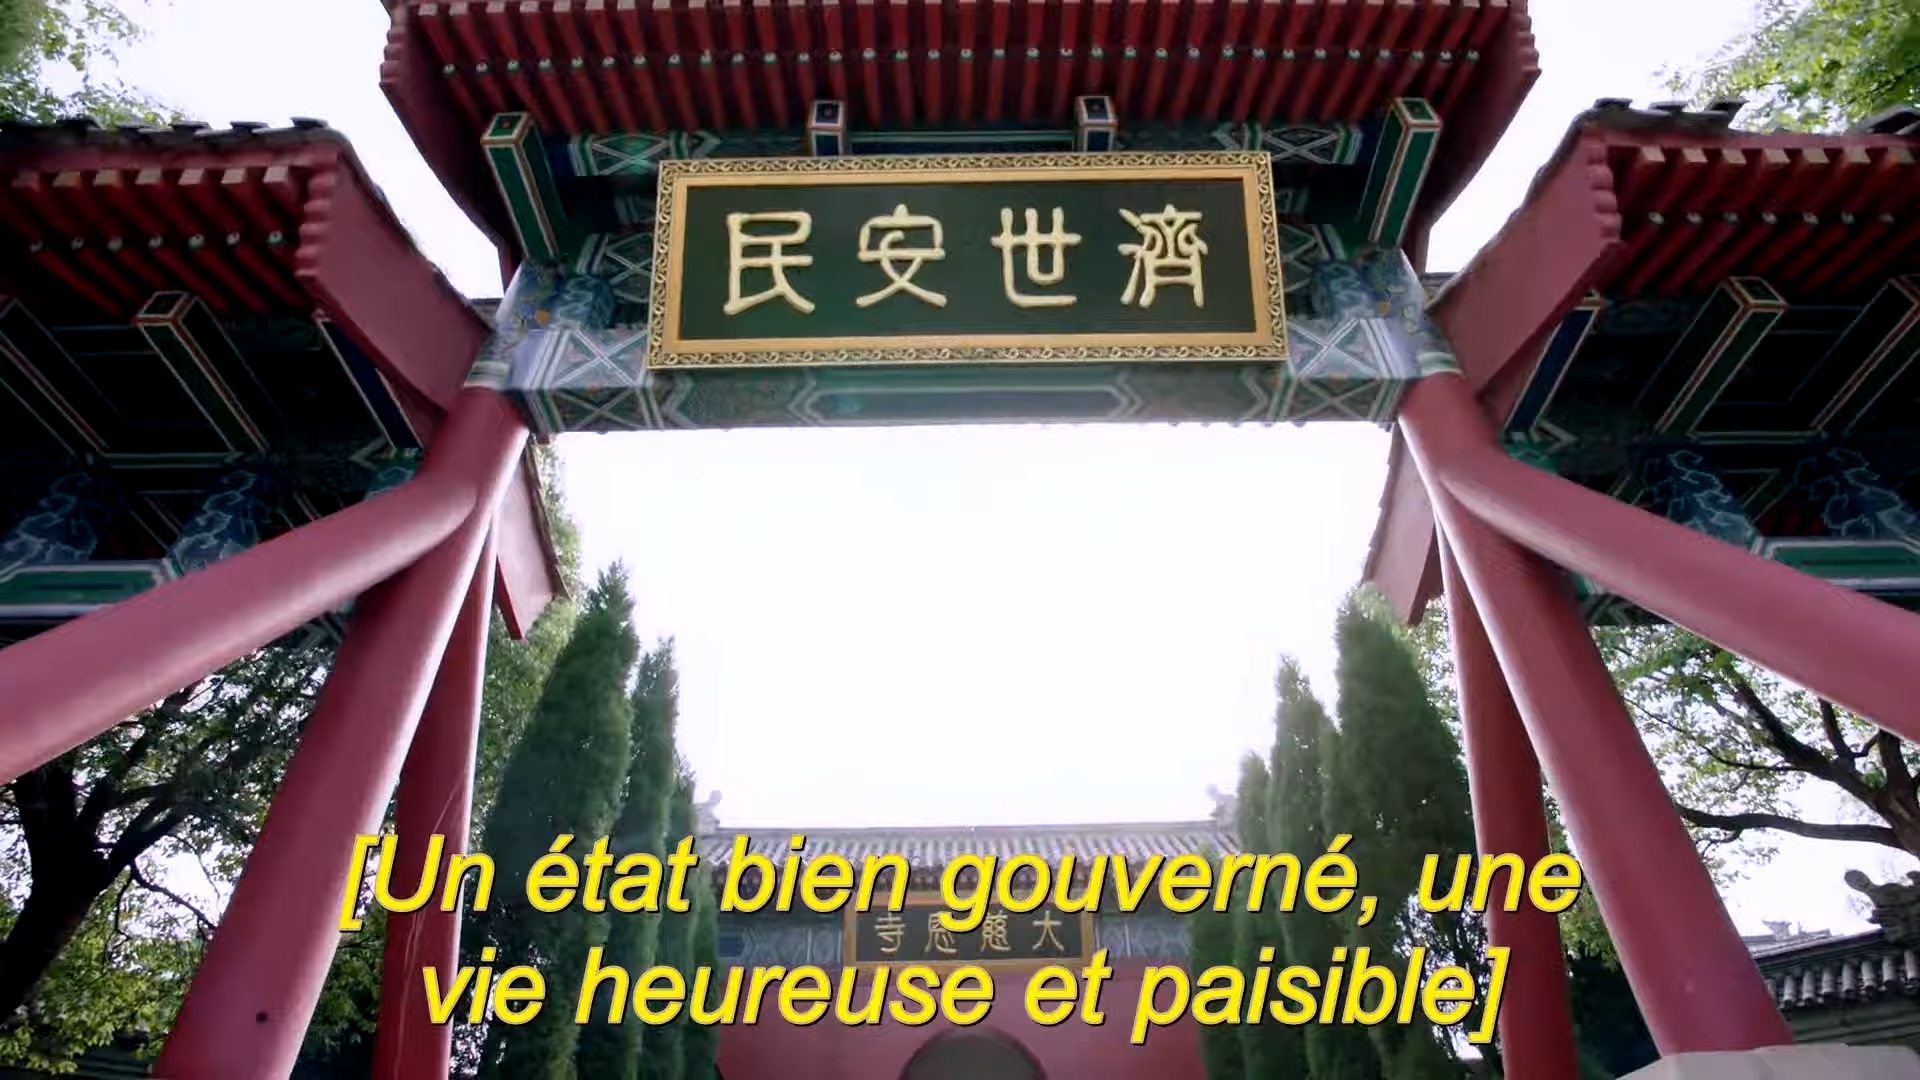 濟世安民
大慈恩寺
[Un état bien gouverné, une
vie heureuse et paisible]